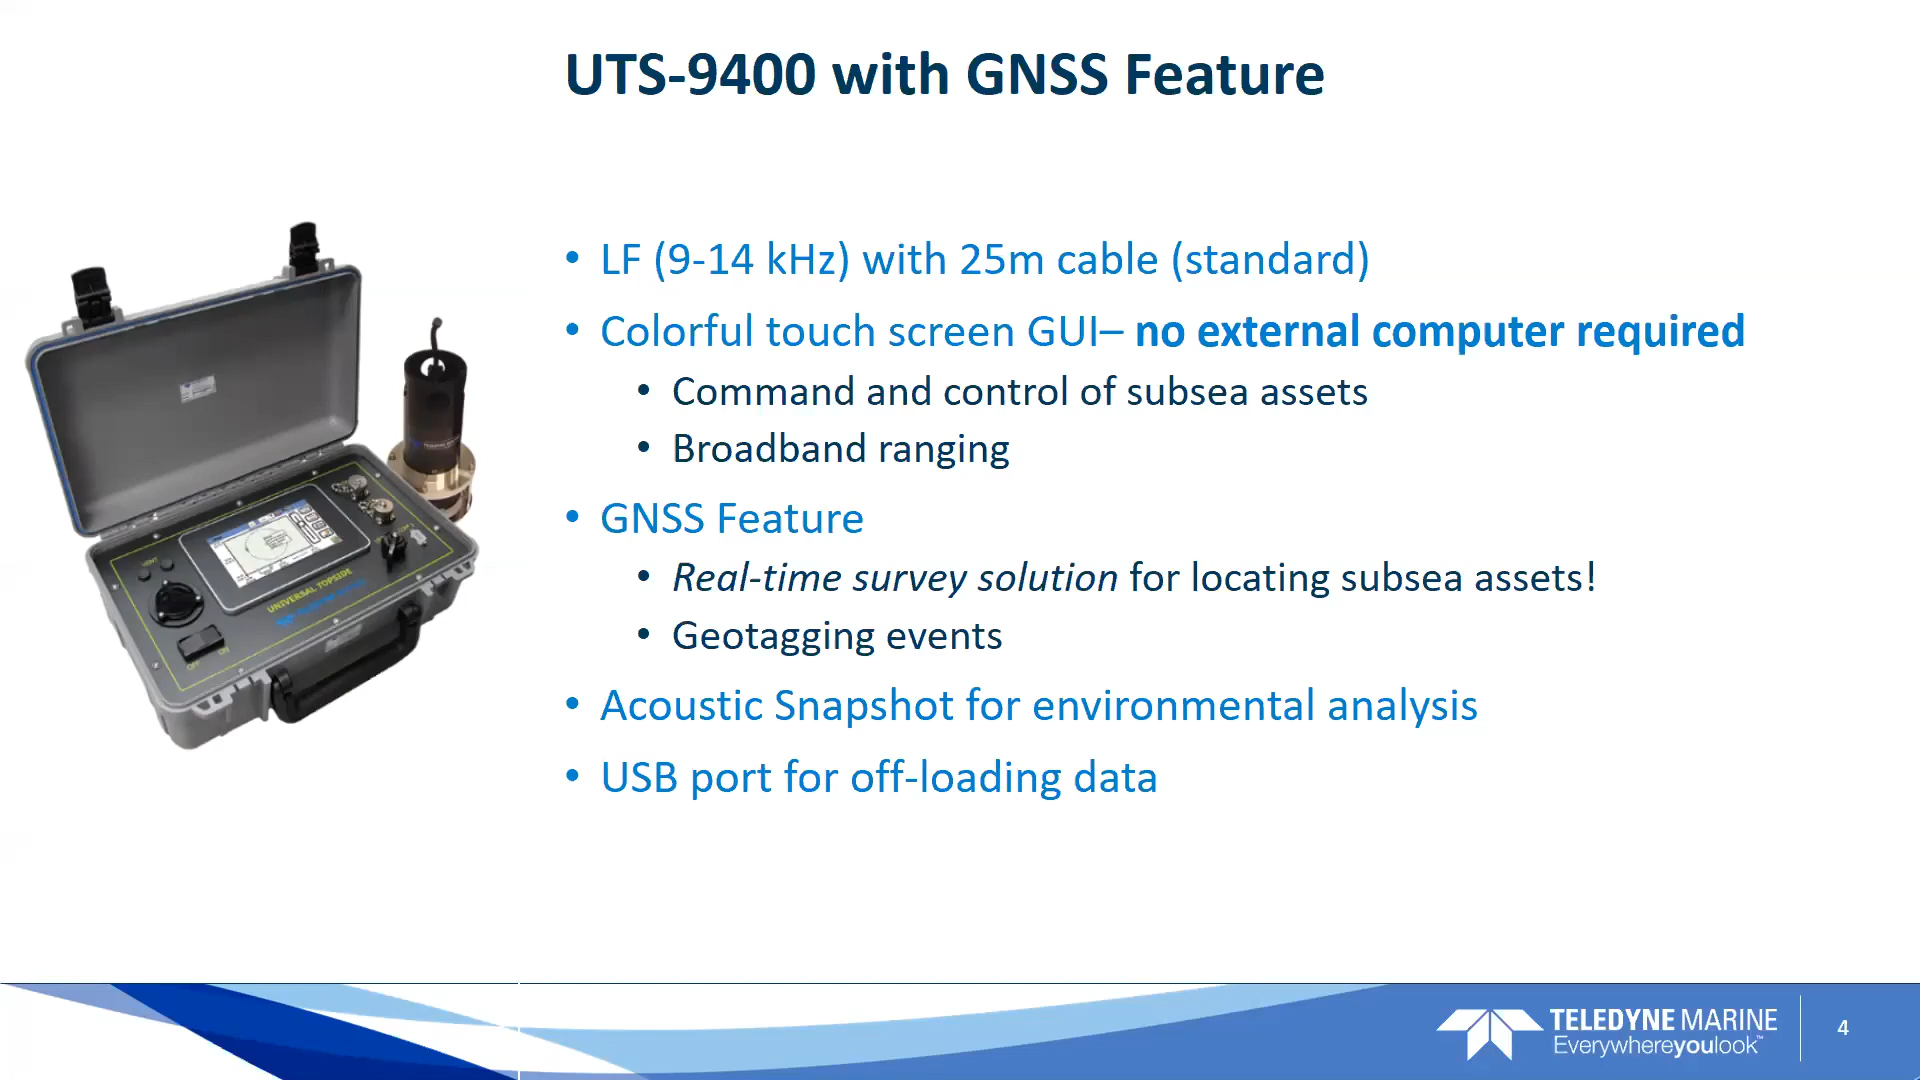 UTS-9400 with GNSS Feature
• LF (9-14 kHz) with 25m cable (standard)
• Colorful touch screen GUI– no external computer required
• Command and control of subsea assets
• Broadband ranging
• GNSS Feature
• Real-time survey solution for locating subsea assets!
• Geotagging events
• Acoustic Snapshot for environmental analysis
• USB port for off-loading data
VENT
UNIVERSAL TOPSIDE
OFF ON
TELEDYNE MARINE
Everywhereyoulook™
4